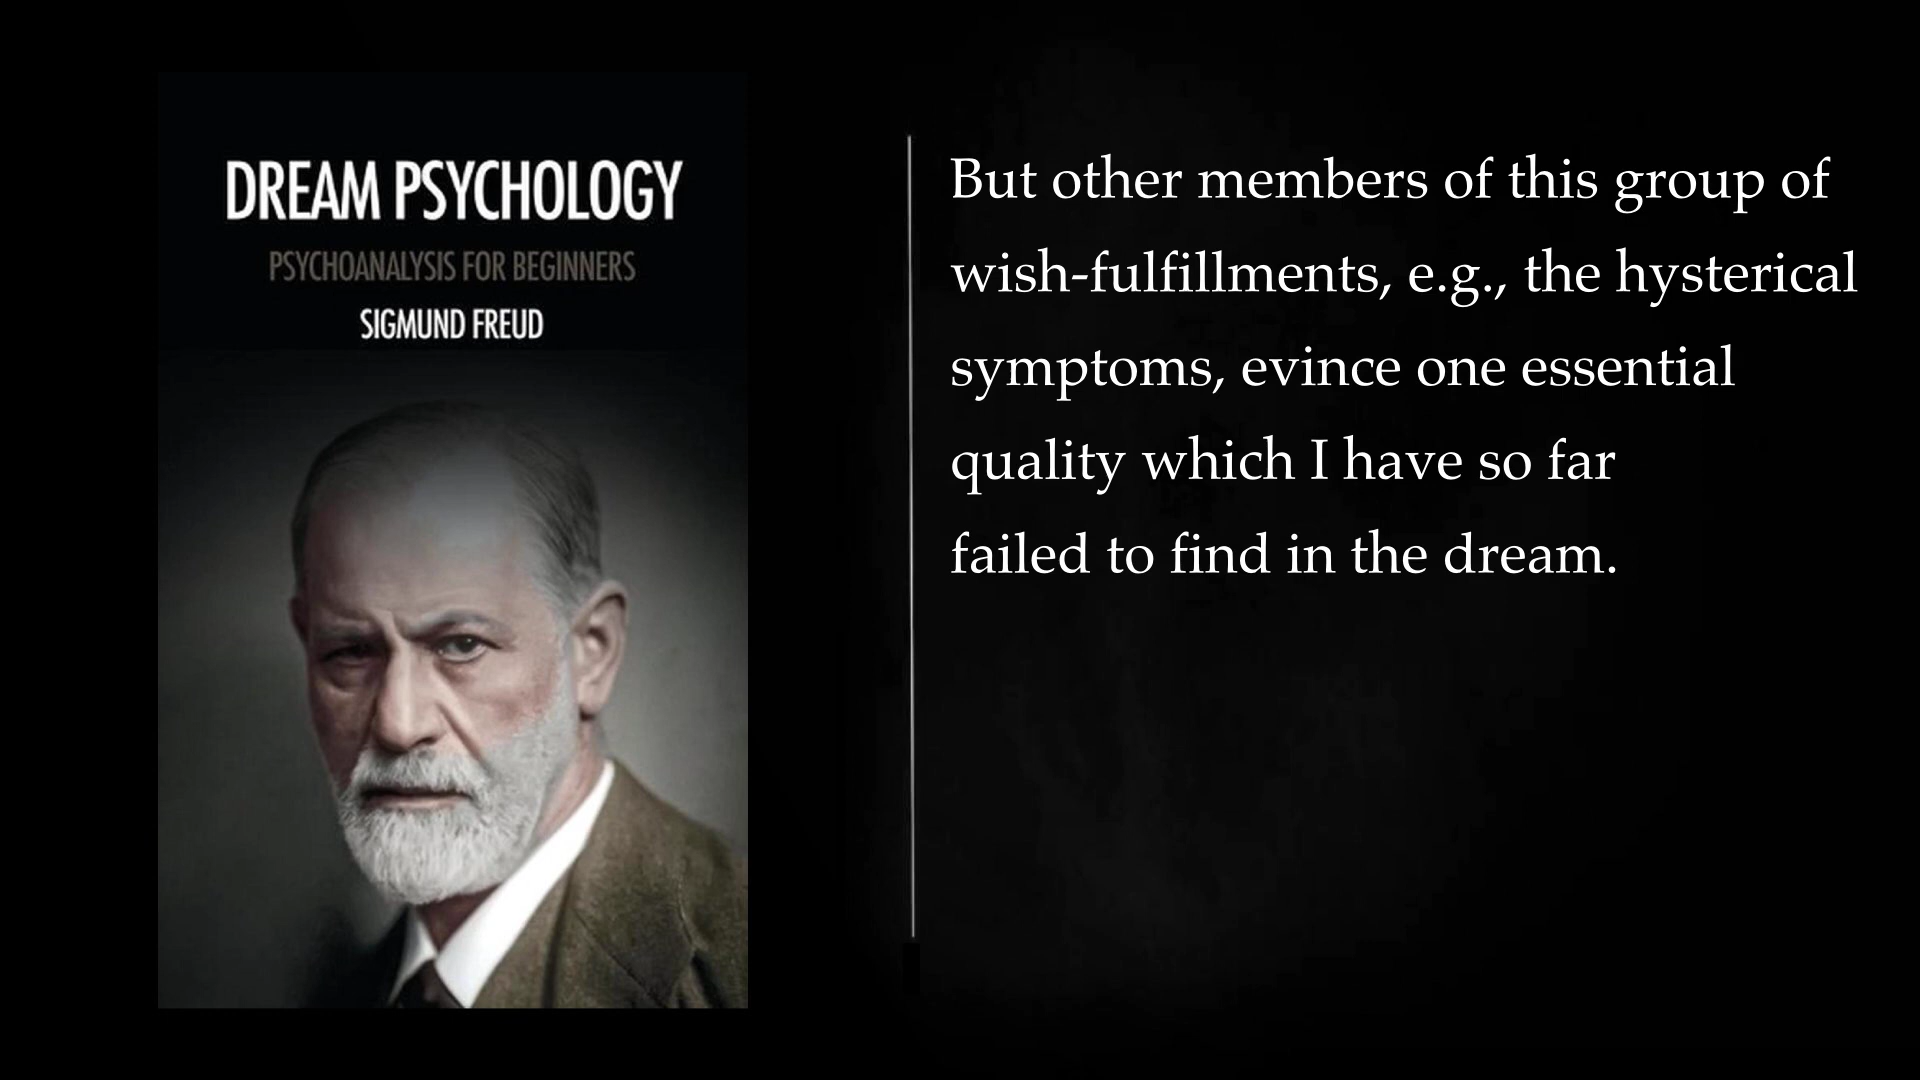 DREAM PSYCHOLOGY
PSYCHOANALYSIS FOR BEGINNERS
SIGMUND FREUD
But other members of this group of
wish-fulfillments, e.g., the hysterical
symptoms, evince one essential
quality which I have so far
failed to find in the dream.